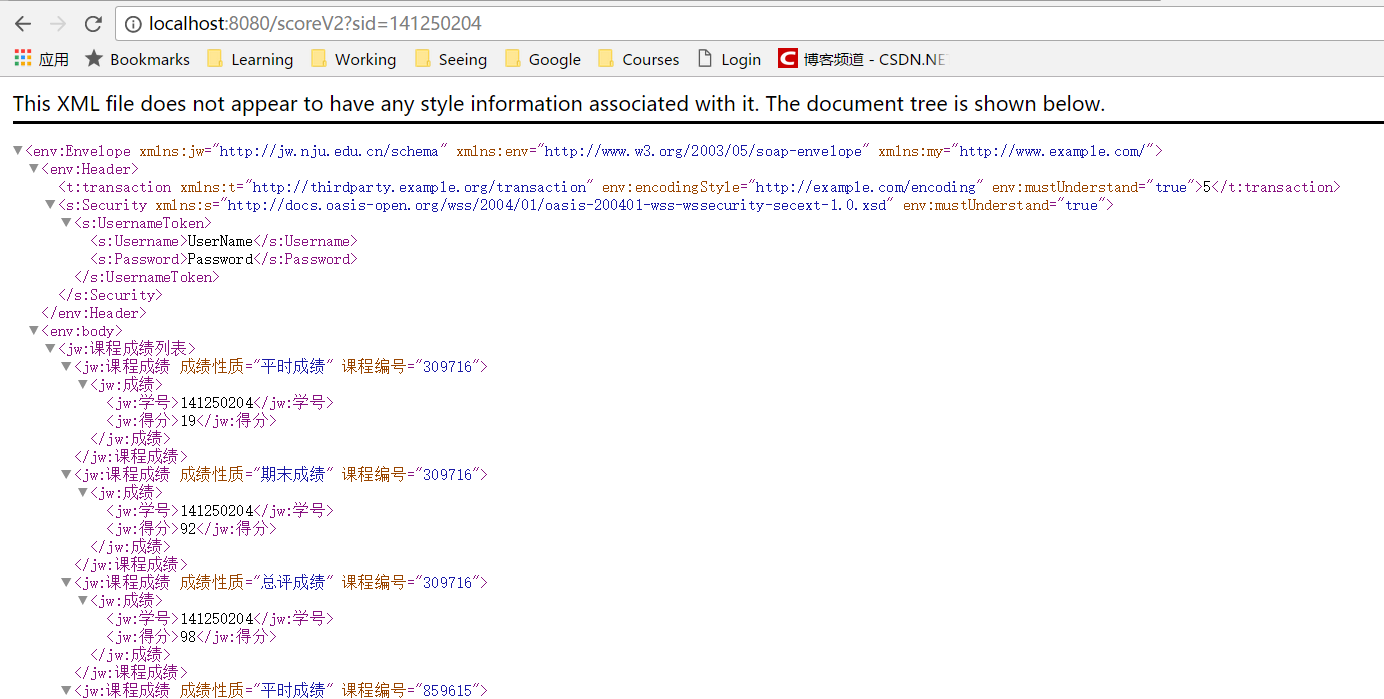 localhost:8080/scoreV2?sid=141250204
应用 Bookmarks Learning Working Seeing Google Courses Login 博客频道 - CSDN.NE
This XML file does not appear to have any style information associated with it. The document tree is shown below.
▼<env:Envelope xmlns:jw="http://jw.nju.edu.cn/schema" xmlns:env="http://www.w3.org/2003/05/soap-envelope" xmlns:my="http://www.example.com/">
▼<env:Header>
<t:transaction xmlns:t="http://thirdparty.example.org/transaction" env:encodingStyle="http://example.com/encoding" env:mustUnderstand="true">5</t:transaction>
▼<s:Security xmlns:s="http://docs.oasis-open.org/wss/2004/01/oasis-200401-wss-wssecurity-secext-1.0.xsd" env:mustUnderstand="true">
▼<s:UsernameToken>
<s:Username>UserName</s:Username>
<s:Password>Password</s:Password>
</s:UsernameToken>
</s:Security>
</env:Header>
▼<env:body>
▼<jw:课程成绩列表>
▼<jw:课程成绩 成绩性质="平时成绩" 课程编号="309716">
▼<jw:成绩>
<jw:学号>141250204</jw:学号>
<jw:得分>19</jw:得分>
</jw:成绩>
</jw:课程成绩>
▼<jw:课程成绩 成绩性质="期末成绩" 课程编号="309716">
▼<jw:成绩>
<jw:学号>141250204</jw:学号>
<jw:得分>92</jw:得分>
</jw:成绩>
</jw:课程成绩>
▼<jw:课程成绩 成绩性质="总评成绩" 课程编号="309716">
▼<jw:成绩>
<jw:学号>141250204</jw:学号>
<jw:得分>98</jw:得分>
</jw:成绩>
</jw:课程成绩>
▼<jw:课程成绩 成绩性质="平时成绩" 课程编号="859615">